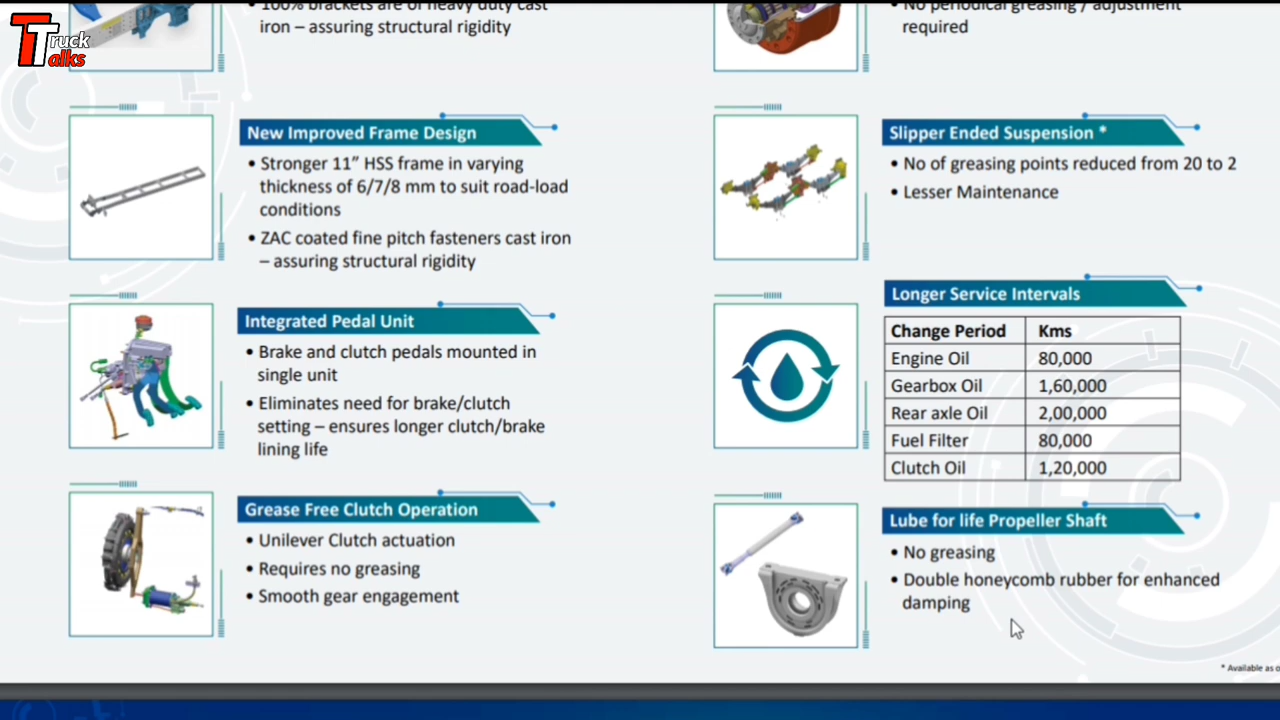 Truck
Talks
100% brackets are of heavy duty cast
iron – assuring structural rigidity
New Improved Frame Design
• Stronger 11” HSS frame in varying
thickness of 6/7/8 mm to suit road-load
conditions
• ZAC coated fine pitch fasteners cast iron
– assuring structural rigidity
Integrated Pedal Unit
• Brake and clutch pedals mounted in
single unit
• Eliminates need for brake/clutch
setting – ensures longer clutch/brake
lining life
Grease Free Clutch Operation
• Unilever Clutch actuation
• Requires no greasing
• Smooth gear engagement
• No periodical greasing / adjustment
required
Slipper Ended Suspension *
• No of greasing points reduced from 20 to 2
• Lesser Maintenance
Longer Service Intervals
Change Period Kms
Engine Oil 80,000
Gearbox Oil 1,60,000
Rear axle Oil 2,00,000
Fuel Filter 80,000
Clutch Oil 1,20,000
Lube for life Propeller Shaft
• No greasing
• Double honeycomb rubber for enhanced
damping
* Available as o